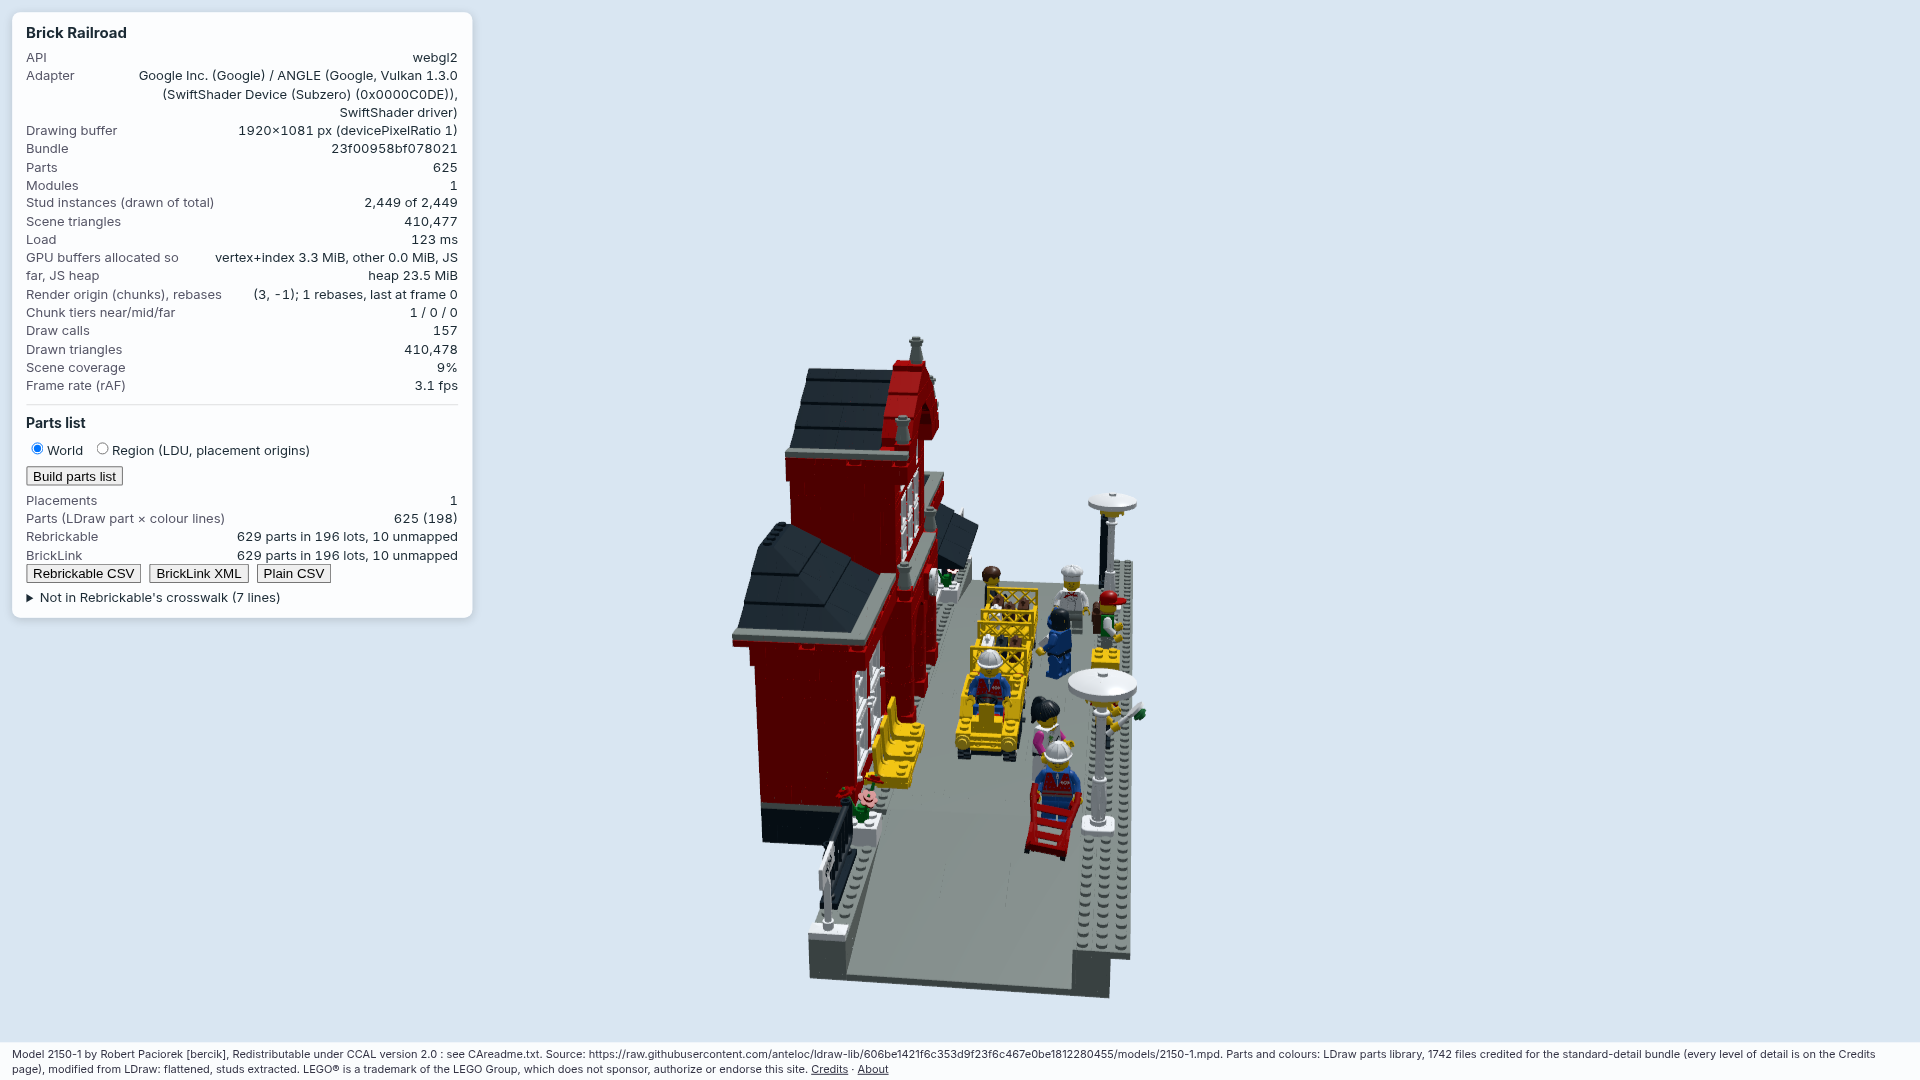 Brick Railroad
API webgl2
Adapter Google Inc. (Google) / ANGLE (Google, Vulkan 1.3.0
(SwiftShader Device (Subzero) (0x0000C0DE)),
SwiftShader driver)
Drawing buffer 1920×1081 px (devicePixelRatio 1)
Bundle 23f00958bf078021
Parts 625
Modules 1
Stud instances (drawn of total) 2,449 of 2,449
Scene triangles 410,477
Load 123 ms
GPU buffers allocated so vertex+index 3.3 MiB, other 0.0 MiB, JS
far, JS heap heap 23.5 MiB
Render origin (chunks), rebases (3, -1); 1 rebases, last at frame 0
Chunk tiers near/mid/far 1 / 0 / 0
Draw calls 157
Drawn triangles 410,478
Scene coverage 9%
Frame rate (rAF) 3.1 fps
Parts list
World Region (LDU, placement origins)
Build parts list
Placements 1
Parts (LDraw part × colour lines) 625 (198)
Rebrickable 629 parts in 196 lots, 10 unmapped
BrickLink 629 parts in 196 lots, 10 unmapped
Rebrickable CSV BrickLink XML Plain CSV
▶ Not in Rebrickable's crosswalk (7 lines)
Model 2150-1 by Robert Paciorek [bercik], Redistributable under CCAL version 2.0 : see CAreadme.txt. Source: https://raw.githubusercontent.com/anteloc/ldraw-lib/606be1421f6c353d9f23f6c467e0be1812280455/models/2150-1.mpd. Parts and colours: LDraw parts library, 1742 files credited for the standard-detail bundle (every level of detail is on the Credits
page), modified from LDraw: flattened, studs extracted. LEGO® is a trademark of the LEGO Group, which does not sponsor, authorize or endorse this site. Credits · About